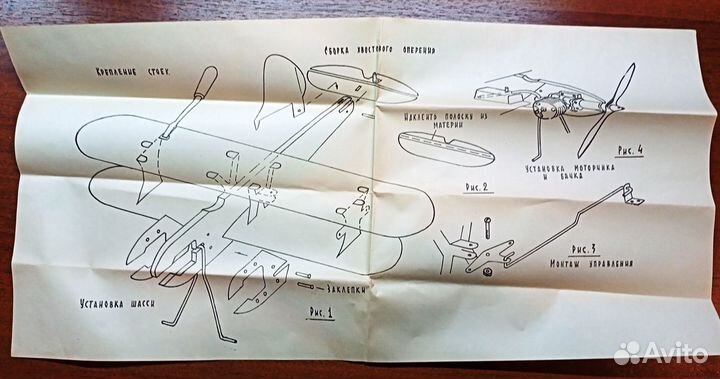 Сборка хвостового оперения
Крепление стоек.
Наклеить полоску из
материи
Рис. 4
Установка моторчика
и бачка
Рис. 2
Рис. 3
Монтаж управления
Установка шасси
Заклепки
Рис. 1
Avito